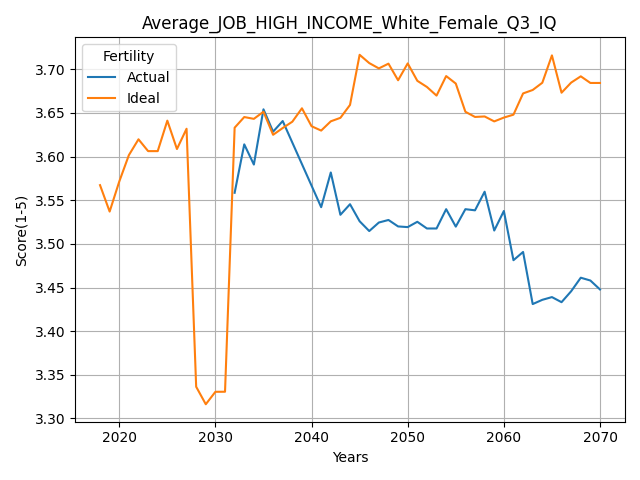 Average_JOB_HIGH_INCOME_White_Female_Q3_IQ
Fertility
Actual
Ideal
Score(1-5)
3.70
3.65
3.60
3.55
3.50
3.45
3.40
3.35
3.30
2020 2030 2040 2050 2060 2070
Years